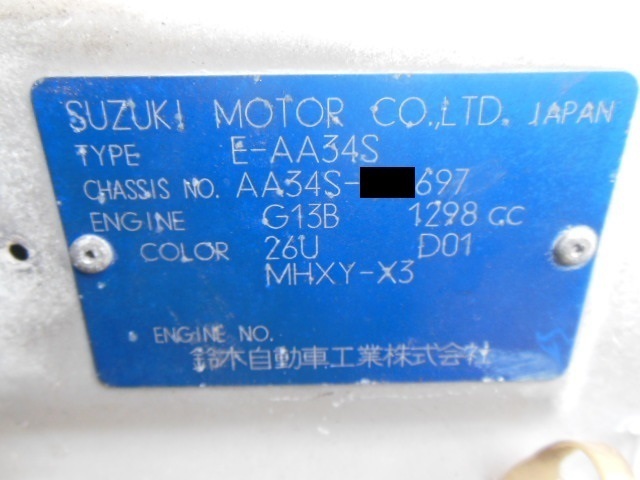 SUZUKI MOTOR CO.,LTD. JAPAN
TYPE E-AA34S
CHASSIS NO. AA34S- 697
ENGINE G13B 1298 CC
COLOR 26U D01
MHXY-X3
ENGINE NO.
鈴木自動車工業株式会社